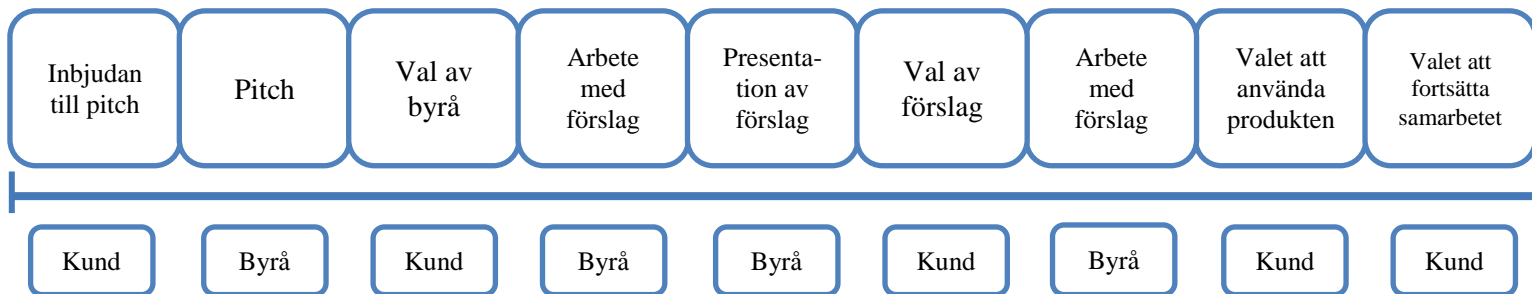 Inbjudan
till pitch
Pitch
Val av
byrå
Arbete
med
förslag
Presenta-
tion av
förslag
Val av
förslag
Arbete
med
förslag
Valet att
använda
produkten
Valet att
fortsätta
samarbetet
Kund
Byrå
Kund
Byrå
Byrå
Kund
Byrå
Kund
Kund